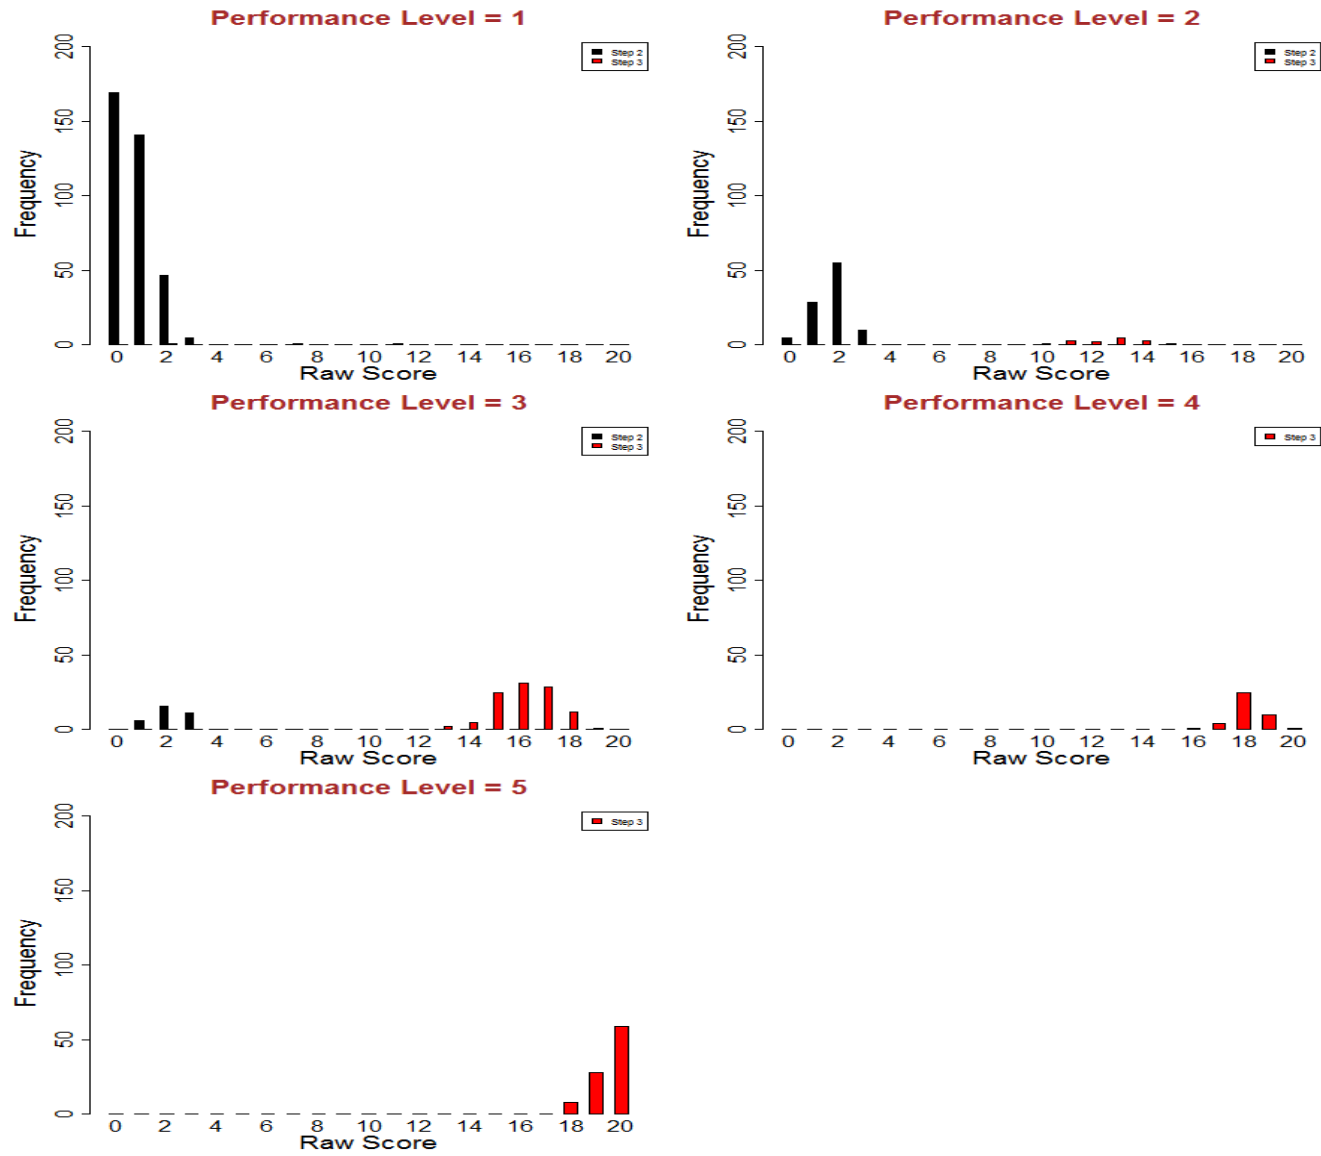 Performance Level = 1
200
150
100
50
0
Frequency
Step 2
Step 3
0 2 4 6 8 10 12 14 16 18 20
Raw Score
Performance Level = 2
200
150
100
50
0
Frequency
Step 2
Step 3
0 2 4 6 8 10 12 14 16 18 20
Raw Score
Performance Level = 3
200
150
100
50
0
Frequency
Step 2
Step 3
0 2 4 6 8 10 12 14 16 18 20
Raw Score
Performance Level = 4
200
150
100
50
0
Frequency
Step 3
0 2 4 6 8 10 12 14 16 18 20
Raw Score
Performance Level = 5
200
150
100
50
0
Frequency
Step 3
0 2 4 6 8 10 12 14 16 18 20
Raw Score